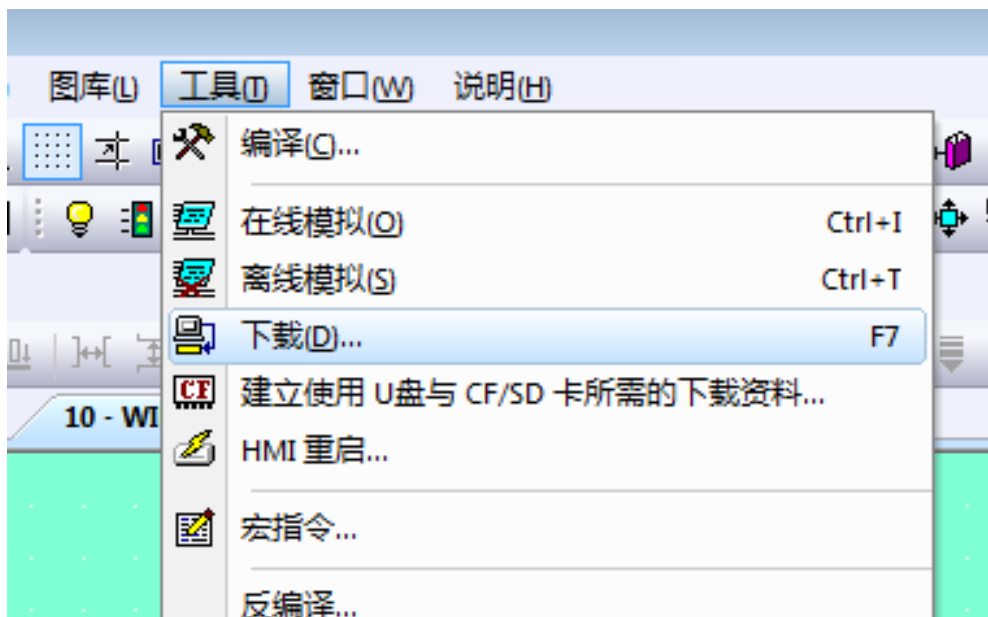 图库(L) 工具(T) 窗口(W) 说明(H)
编译(C)...
在线模拟(O) Ctrl+I
离线模拟(S) Ctrl+T
下载(D)... F7
CF 建立使用 U盘与 CF/SD 卡所需的下载资料...
10 - WI
HMI 重启...
宏指令...
反编译...